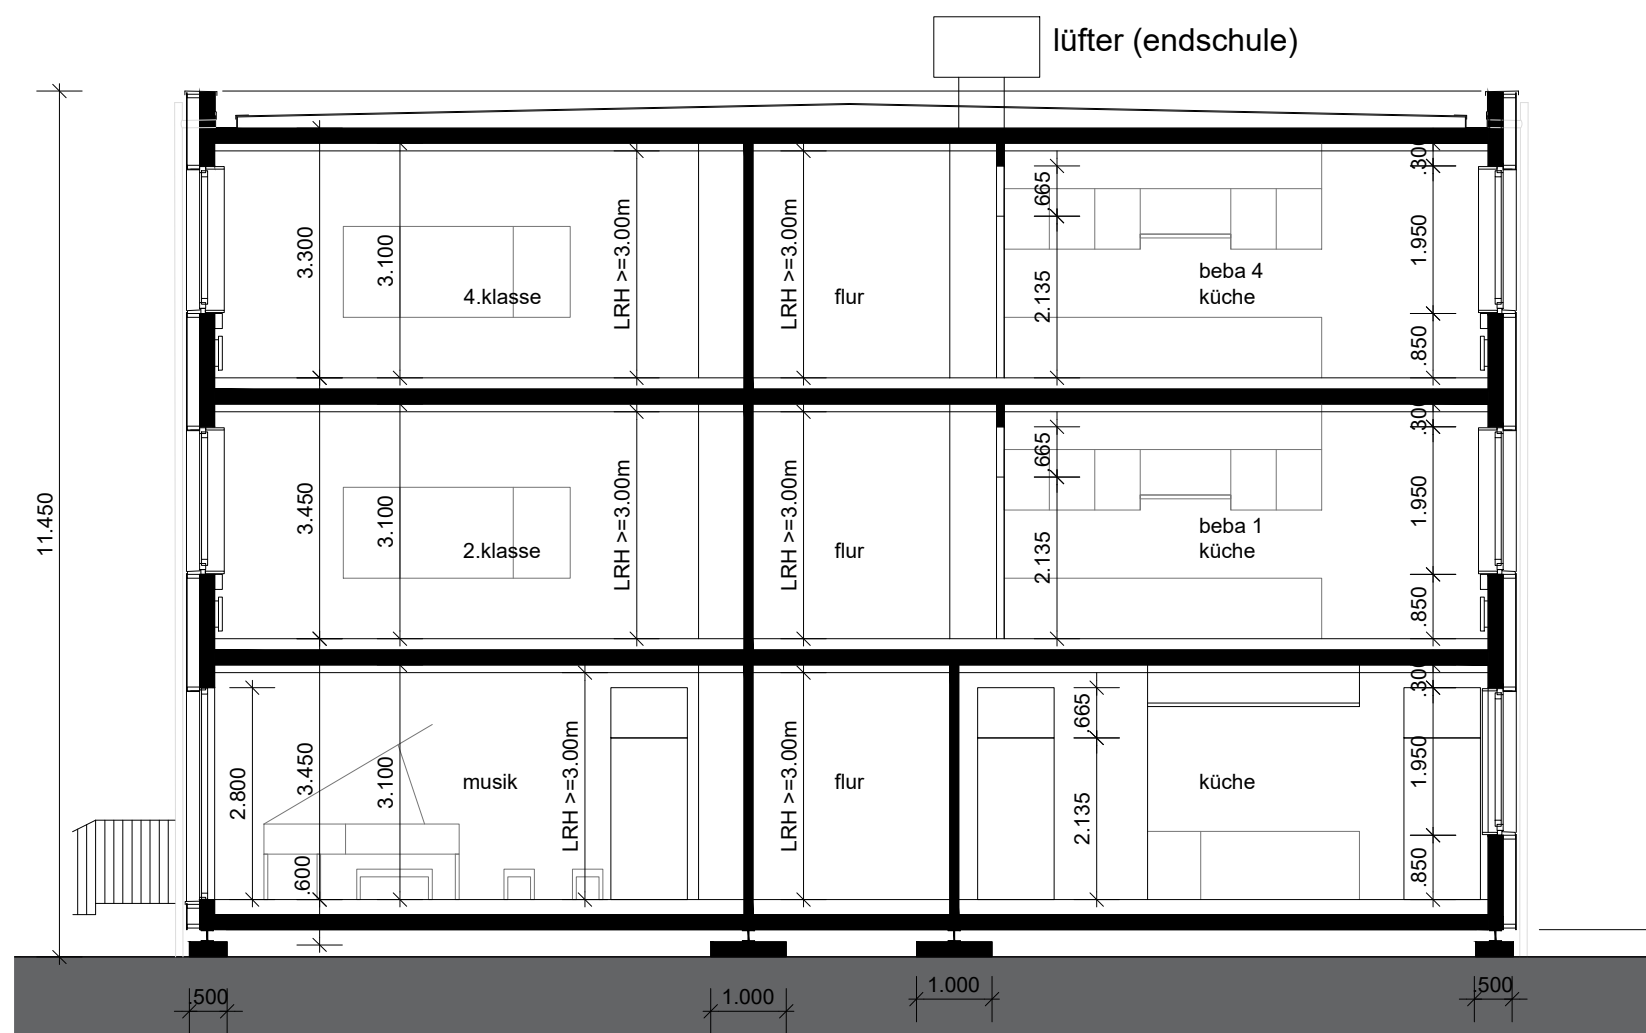 lüfter (endschule)
.300
.665
1.950
3.300
3.100
LRH >=3.00m
LRH >=3.00m
beba 4
4.klasse
flur
2.135
küche
.850
.300
.665
11.450
3.450
3.100
LRH >=3.00m
LRH >=3.00m
1.950
beba 1
2.klasse
flur
2.135
küche
.850
.300
.665
2.800
3.450
3.100
musik
LRH >=3.00m
LRH >=3.00m
flur
2.135
küche
1.950
.600
.850
.500
1.000
1.000
.500